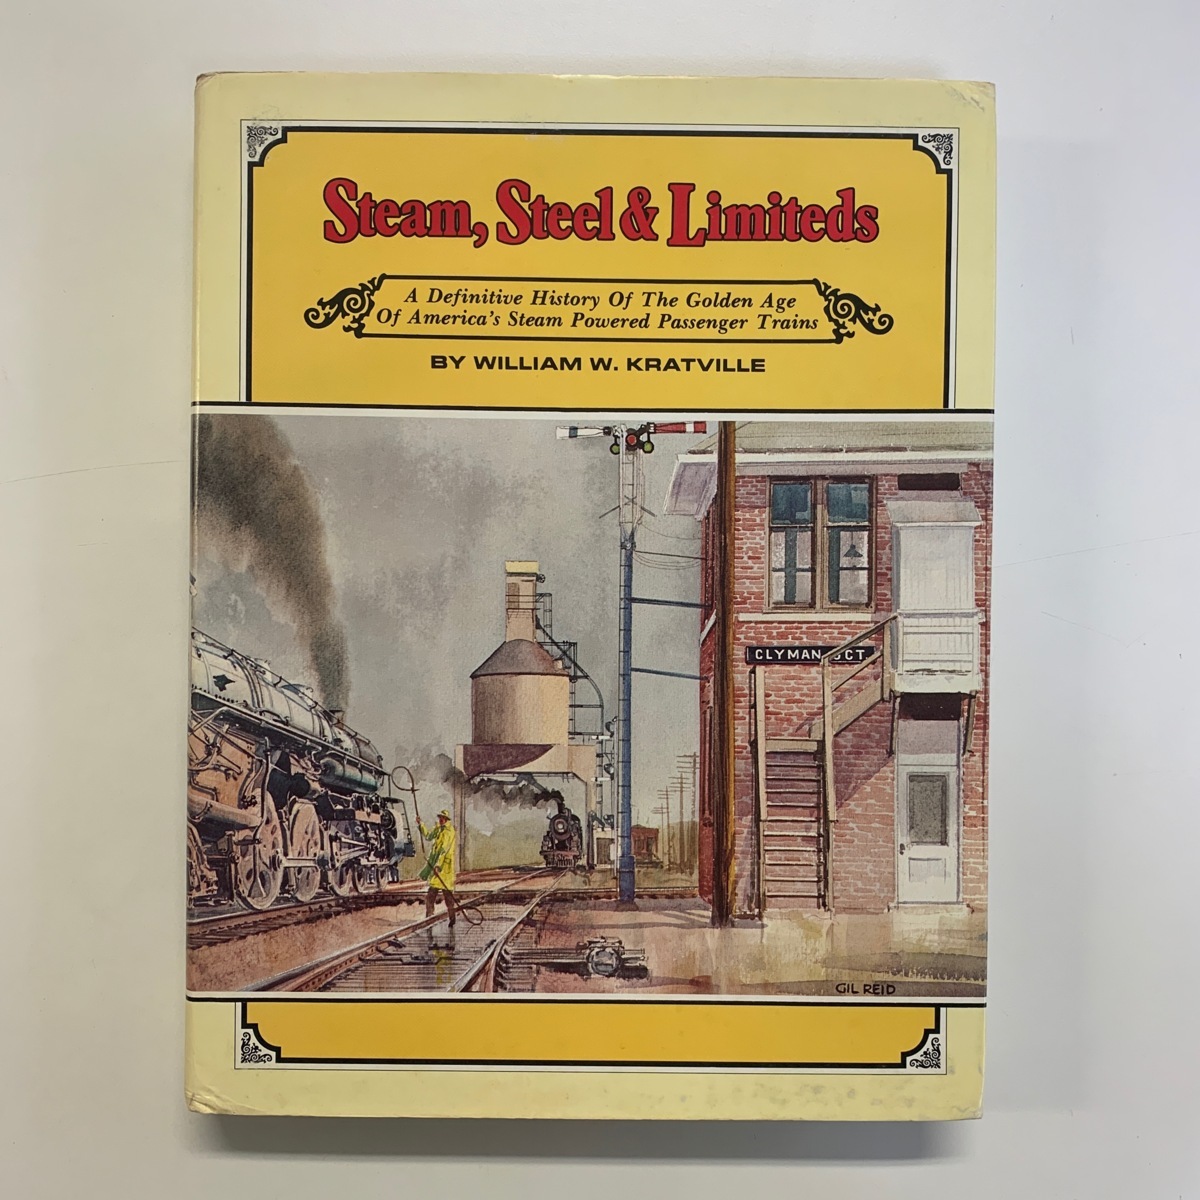 Steam, Steel & Limiteds
A Definitive History Of The Golden Age
Of America's Steam Powered Passenger Trains
BY WILLIAM W. KRATVILLE
CLYMAN JCT.
GIL REID